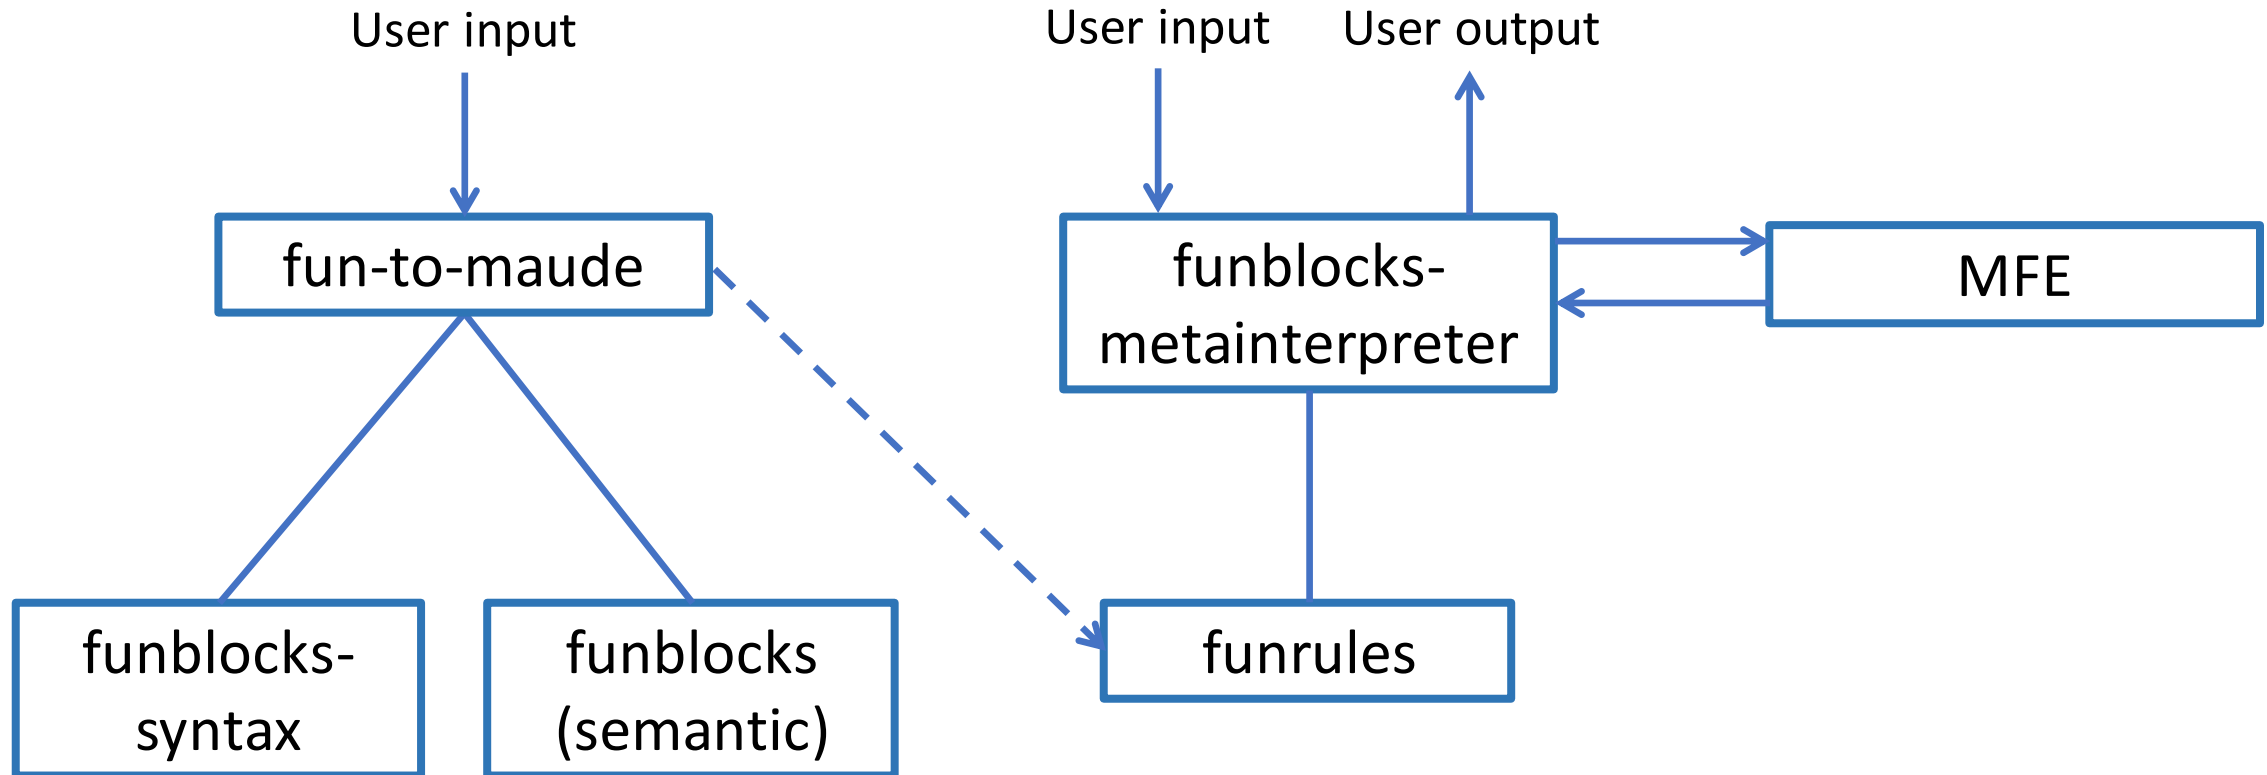 User input
User input
User output
fun-to-maude
funblocks-
metainterpreter
MFE
funblocks-
syntax
funblocks
(semantic)
funrules